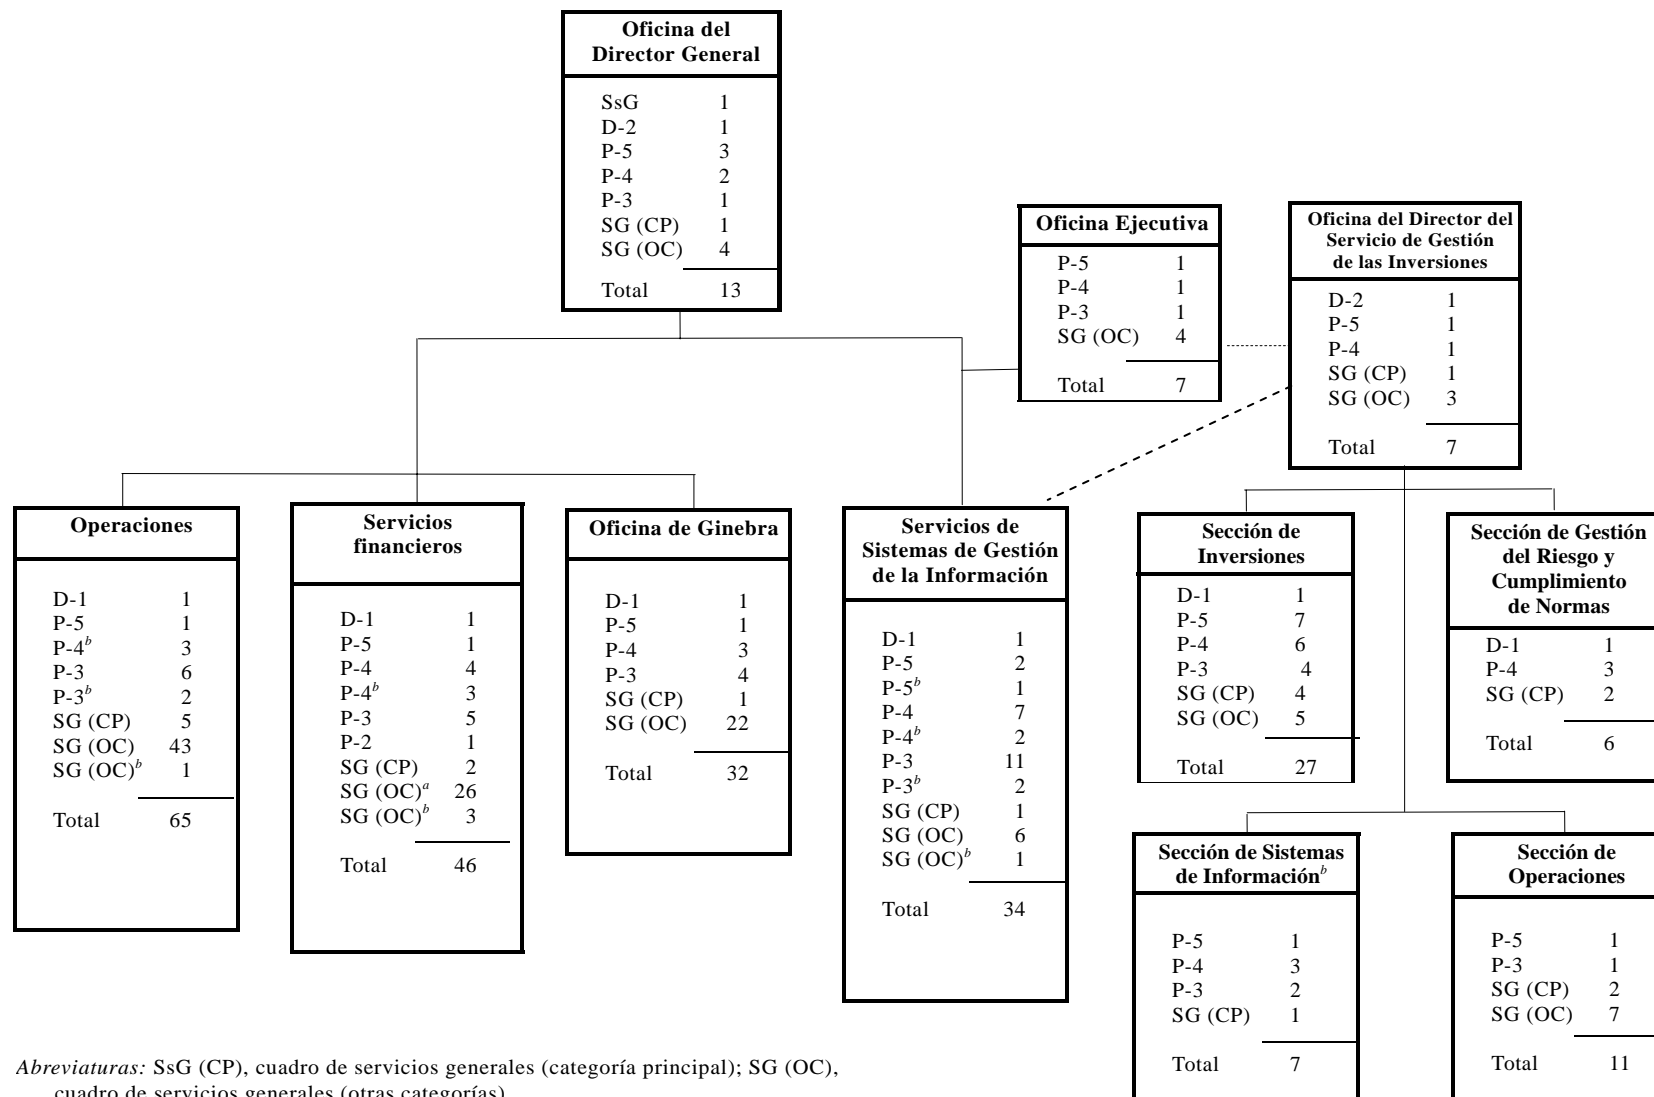 Oficina del
Director General
SsG 1
D-2 1
P-5 3
P-4 2
P-3 1
SG (CP) 1
SG (OC) 4
Total 13
Oficina Ejecutiva
P-5 1
P-4 1
P-3 1
SG (OC) 4
Total 7
Oficina del Director del
Servicio de Gestión
de las Inversiones
D-2 1
P-5 1
P-4 1
SG (CP) 1
SG (OC) 3
Total 7
Operaciones
D-1 1
P-5 1
P-4b 3
P-3 6
P-3b 2
SG (CP) 5
SG (OC) 43
SG (OC)b 1
Total 65
Servicios
financieros
D-1 1
P-5 1
P-4 4
P-4b 3
P-3 5
P-2 1
SG (CP) 2
SG (OC)a 26
SG (OC)b 3
Total 46
Oficina de Ginebra
D-1 1
P-5 1
P-4 3
P-3 4
SG (CP) 1
SG (OC) 22
Total 32
Servicios de
Sistemas de Gestión
de la Información
D-1 1
P-5 2
P-5b 1
P-4 7
P-4b 2
P-3 11
P-3b 2
SG (CP) 1
SG (OC) 6
SG (OC)b 1
Total 34
Sección de
Inversiones
D-1 1
P-5 7
P-4 6
P-3 4
SG (CP) 4
SG (OC) 5
Total 27
Sección de Gestión
del Riesgo y
Cumplimiento
de Normas
D-1 1
P-4 3
SG (CP) 2
Total 6
Sección de Sistemas
de Informaciónb
P-5 1
P-4 3
P-3 2
SG (CP) 1
Total 7
Sección de
Operaciones
P-5 1
P-3 1
SG (CP) 2
SG (OC) 7
Total 11
Abreviaturas: SsG (CP), cuadro de servicios generales (categoría principal); SG (OC),
cuadro de servicios generales (otras categorías)